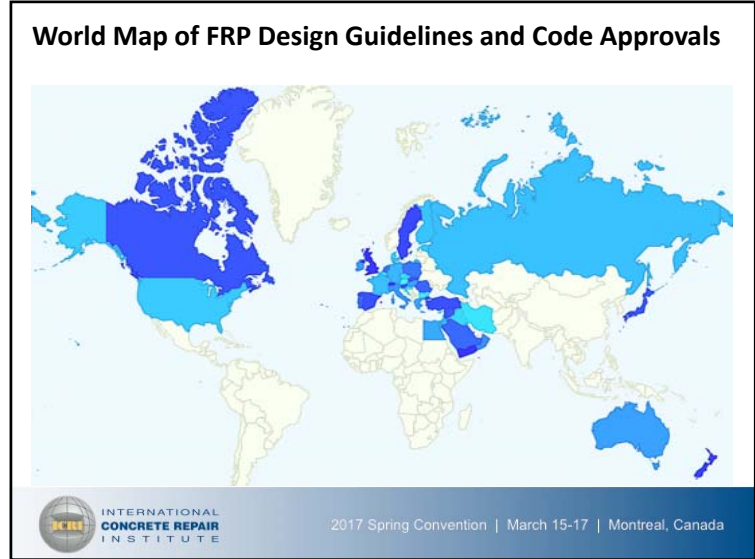 World Map of FRP Design Guidelines and Code Approvals
ICRI
INTERNATIONAL
CONCRETE REPAIR
INSTITUTE
2017 Spring Convention | March 15-17 | Montreal, Canada